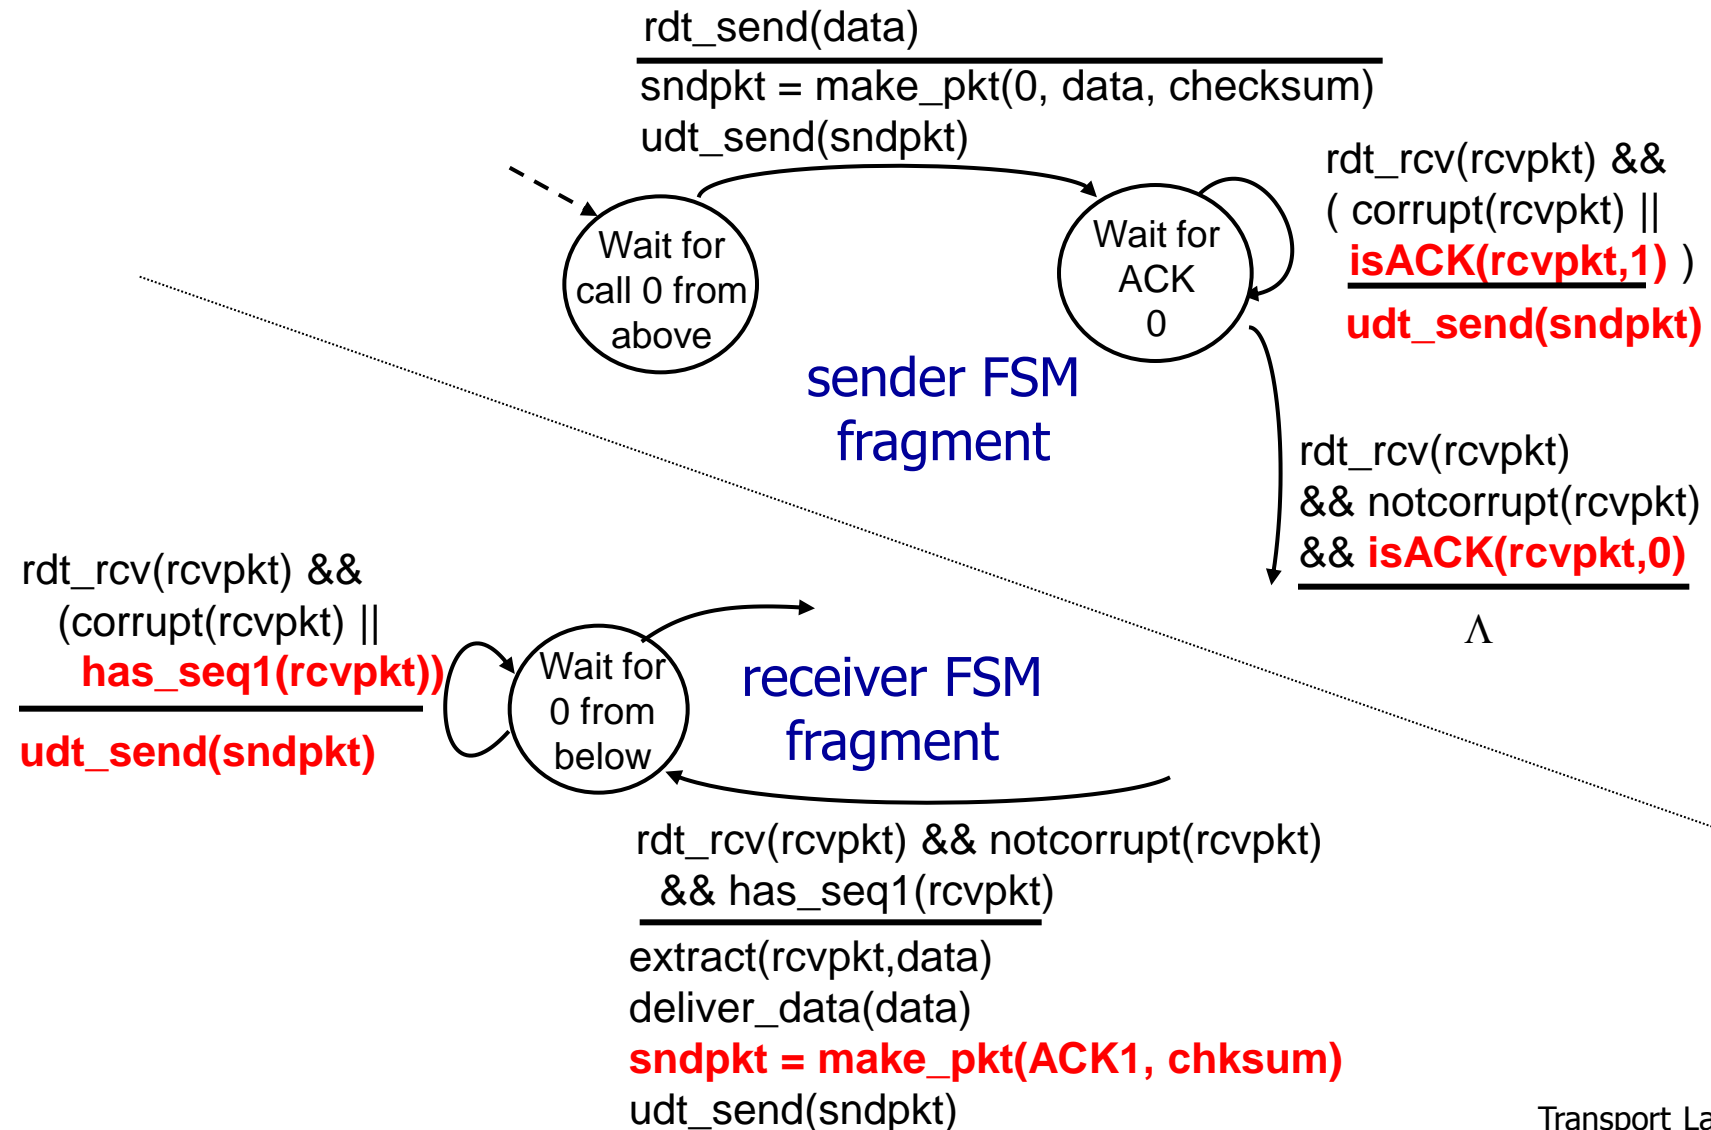 rdt_send(data)
sndpkt = make_pkt(0, data, checksum)
udt_send(sndpkt)
Wait for
call 0 from
above
Wait for
ACK
0
rdt_rcv(rcvpkt) &&
( corrupt(rcvpkt) ||
isACK(rcvpkt,1) )
udt_send(sndpkt)
sender FSM
fragment
rdt_rcv(rcvpkt)
&& notcorrupt(rcvpkt)
&& isACK(rcvpkt,0)
Λ
rdt_rcv(rcvpkt) &&
(corrupt(rcvpkt) ||
has_seq1(rcvpkt))
udt_send(sndpkt)
Wait for
0 from
below
receiver FSM
fragment
rdt_rcv(rcvpkt) && notcorrupt(rcvpkt)
&& has_seq1(rcvpkt)
extract(rcvpkt,data)
deliver_data(data)
sndpkt = make_pkt(ACK1, chksum)
udt_send(sndpkt)
Transport La